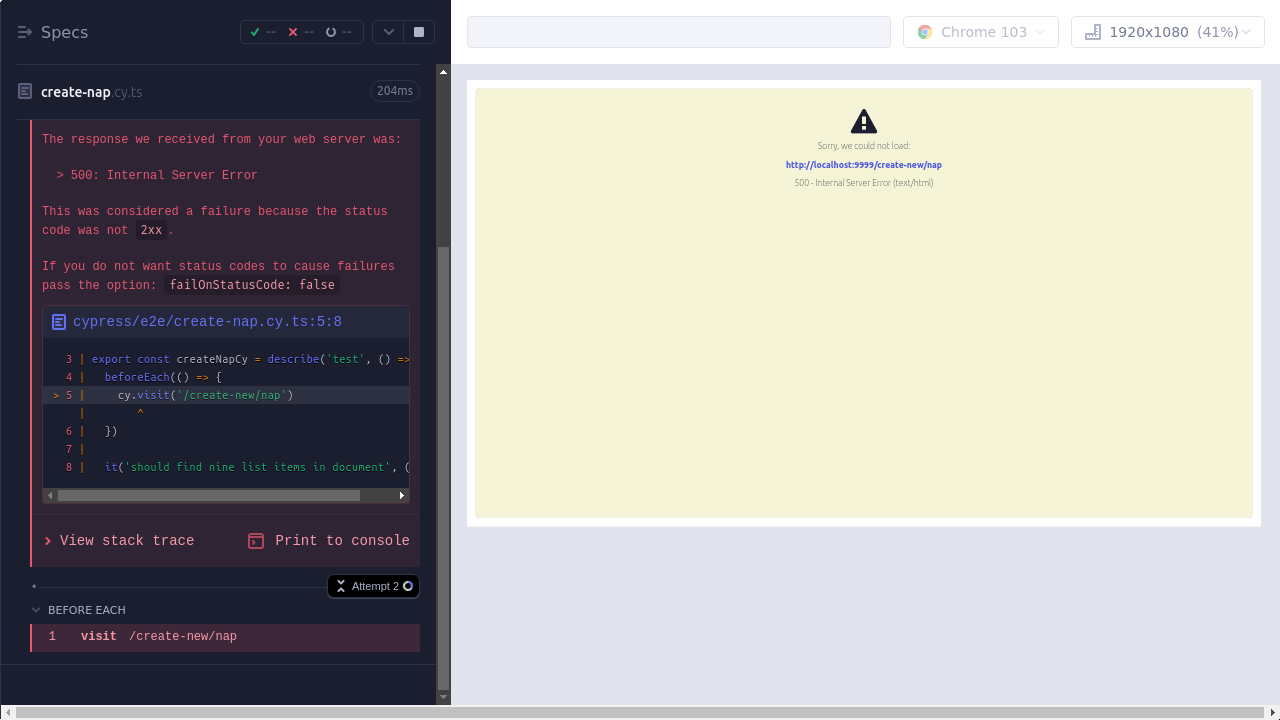 Specs
--
--
--
create-nap.cy.ts
204ms
The response we received from your web server was:
> 500: Internal Server Error
This was considered a failure because the status
code was not 2xx.
If you do not want status codes to cause failures
pass the option: failOnStatusCode: false
cypress/e2e/create-nap.cy.ts:5:8
3 | export const createNapCy = describe('test', () =>
4 |   beforeEach(() => {
> 5 |     cy.visit('/create-new/nap')
|        ^
6 |   })
7 |
8 |   it('should find nine list items in document', (
View stack trace
Print to console
Attempt 2
BEFORE EACH
1 visit /create-new/nap
Chrome 103
1920x1080 (41%)
Sorry, we could not load:
http://localhost:9999/create-new/nap
500 - Internal Server Error (text/html)